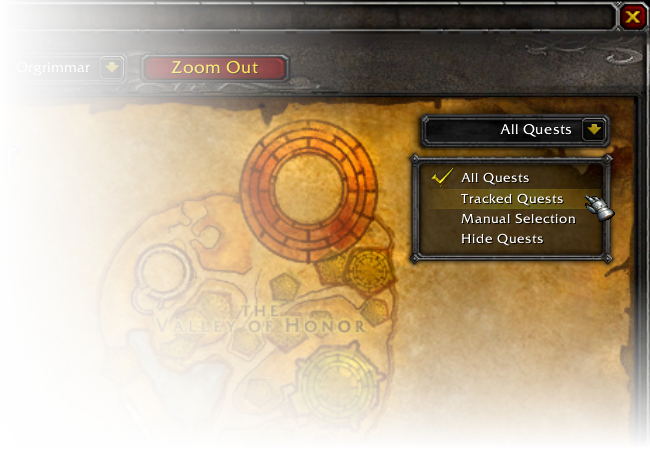 Orgrimmar
Zoom Out
All Quests
All Quests
Tracked Quests
Manual Selection
Hide Quests
THE
VALLEY OF HONOR